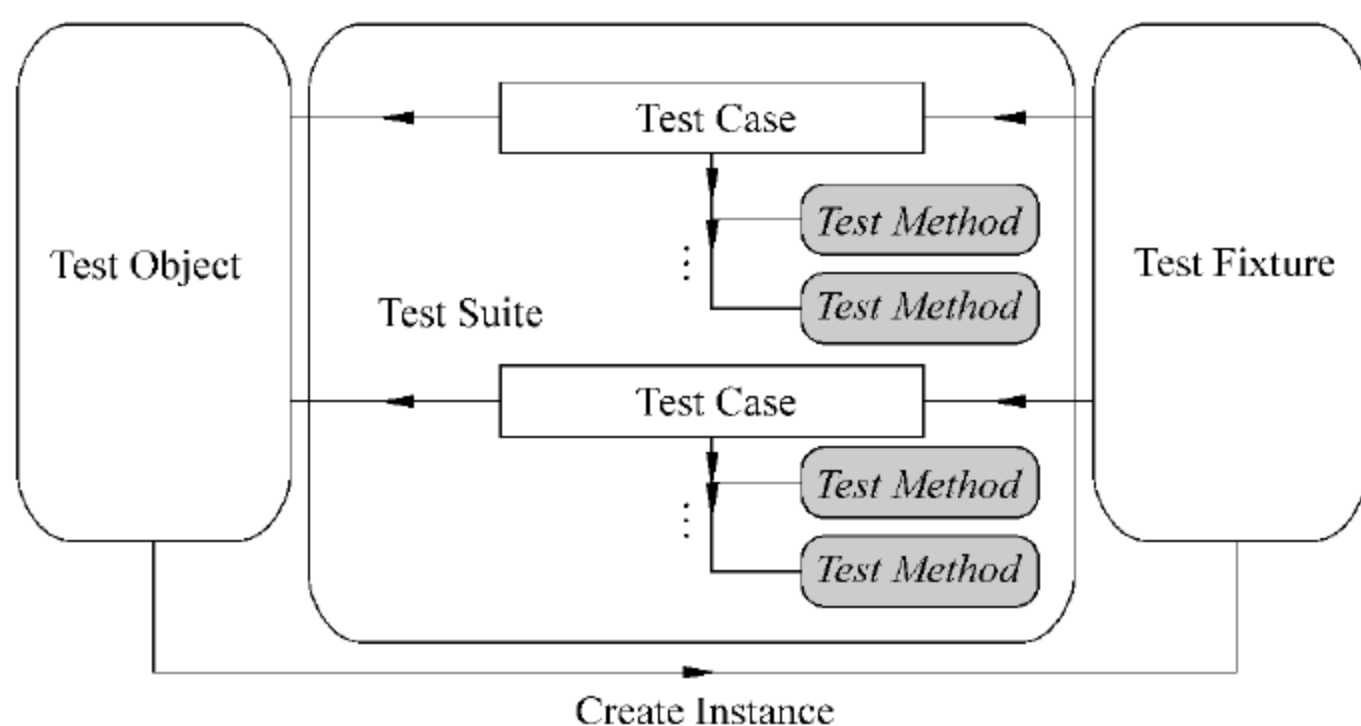 Test Case
Test Method
Test Object
Test Fixture
⋮
Test Method
Test Suite
Test Case
Test Method
⋮
Test Method
Create Instance